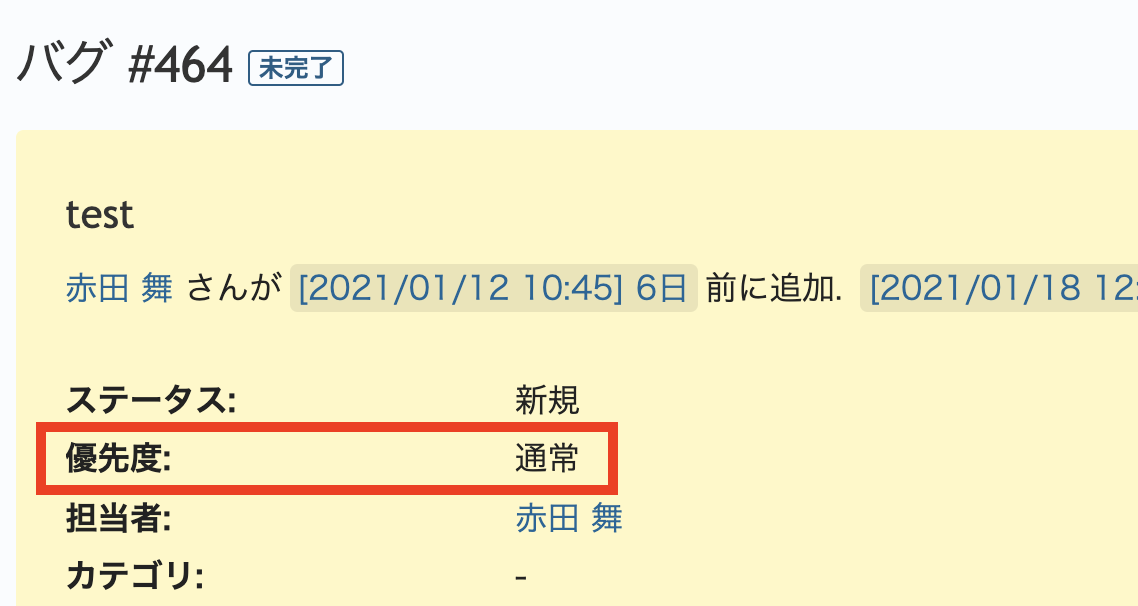 バグ #464 未完了
test
赤田 舞 さんが [2021/01/12 10:45] 6日 前に追加. [2021/01/18 12:
ステータス: 新規
優先度: 通常
担当者: 赤田 舞
カテゴリ: -